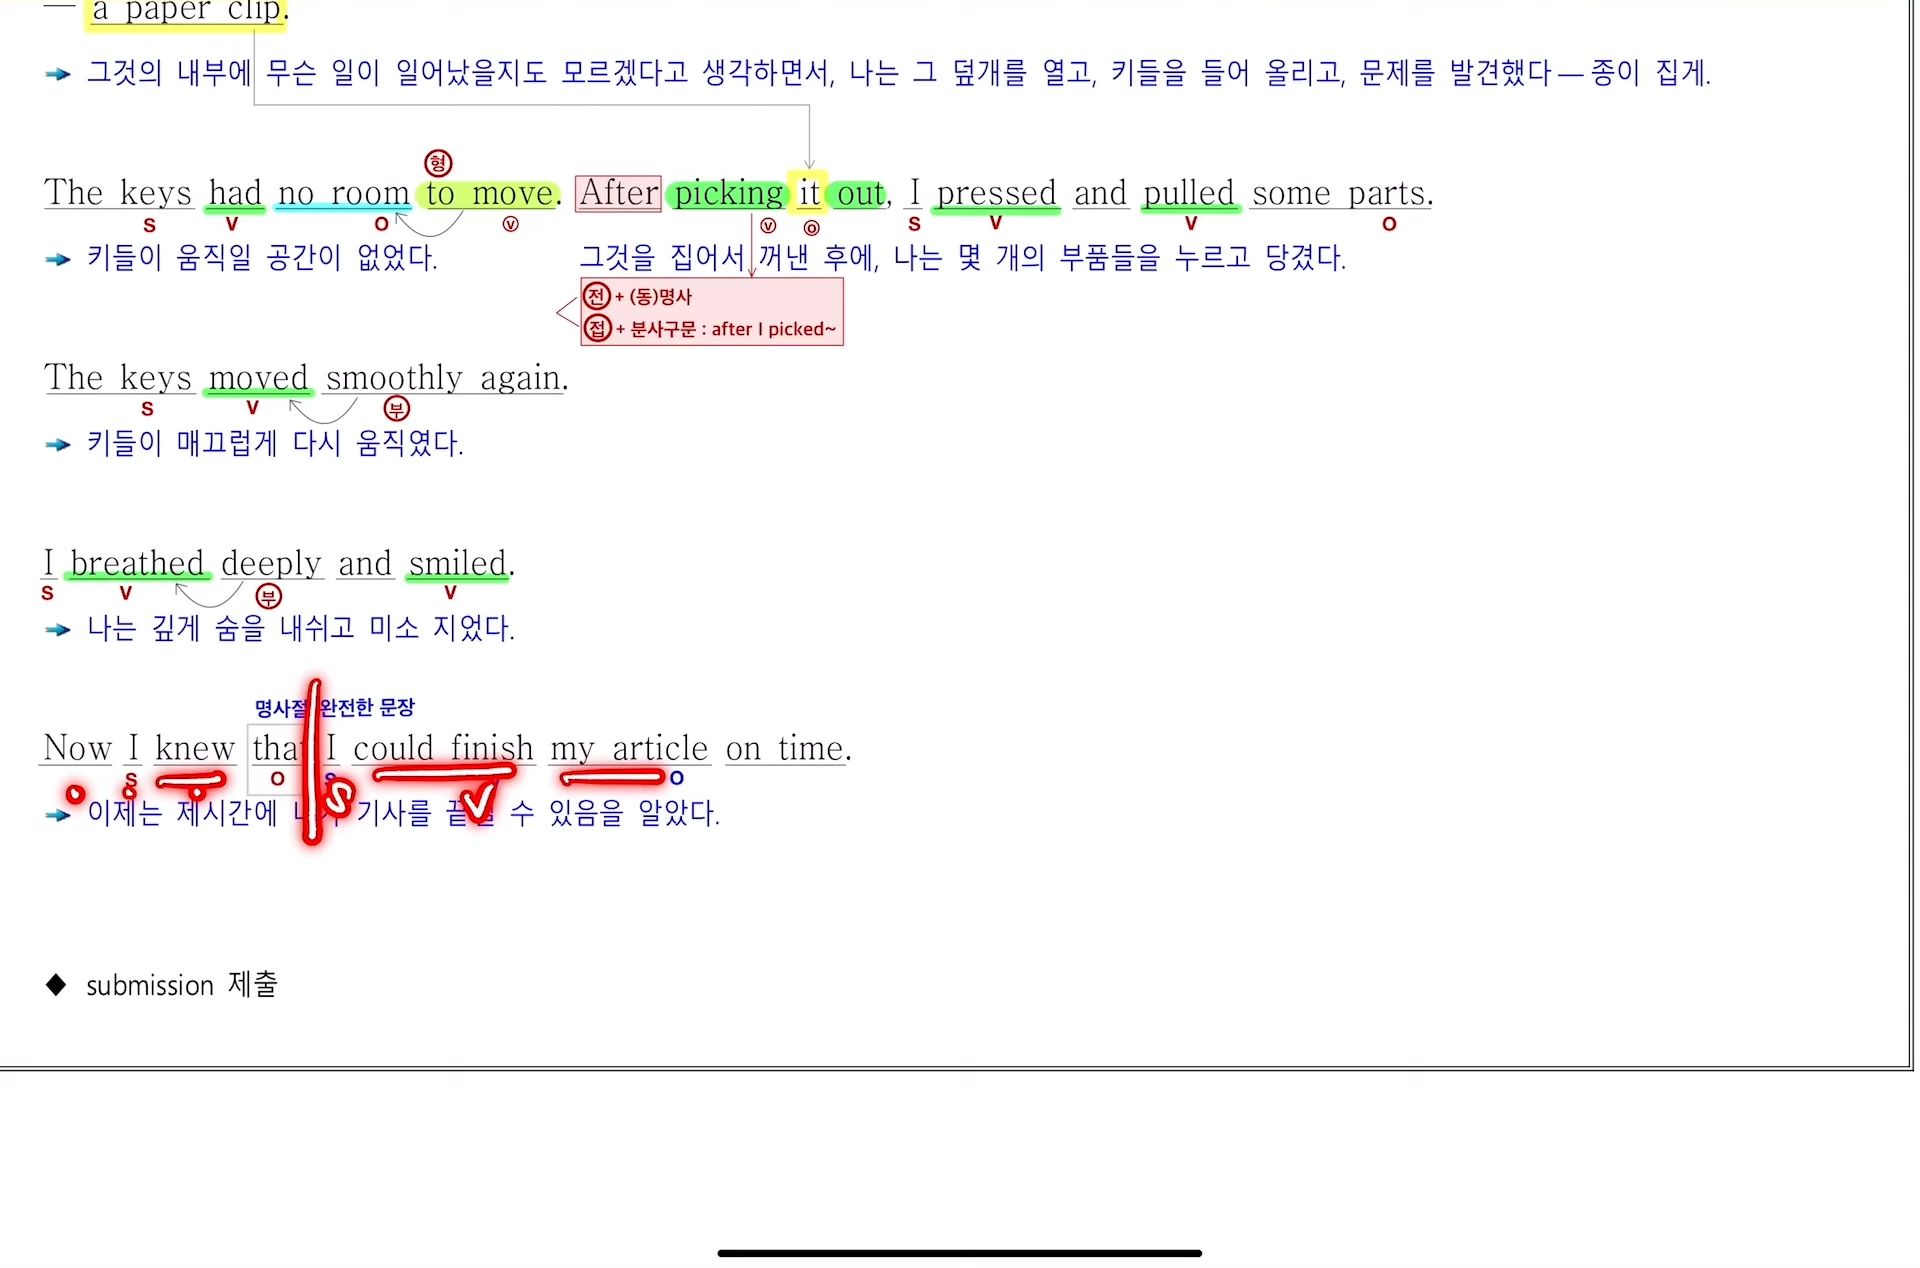 — a paper clip.
➡ 그것의 내부에 무슨 일이 일어났을지도 모르겠다고 생각하면서, 나는 그 덮개를 열고, 키들을 들어 올리고, 문제를 발견했다 — 종이 집게.
형
The keys had no room to move. After picking it out, I pressed and pulled some parts.
S V O ⓥ ⓥ ⓞ S V V O
➡ 키들이 움직일 공간이 없었다. 그것을 집어서 꺼낸 후에, 나는 몇 개의 부품들을 누르고 당겼다.
전 + (동)명사
접 + 분사구문 : after I picked~
The keys moved smoothly again.
S V 부
➡ 키들이 매끄럽게 다시 움직였다.
I breathed deeply and smiled.
S V 부 V
➡ 나는 깊게 숨을 내쉬고 미소 지었다.
명사절 완전한 문장
Now I knew that I could finish my article on time.
S O S V O
➡ 이제는 제시간에 기사를 수 있음을 알았다.
◆ submission 제출